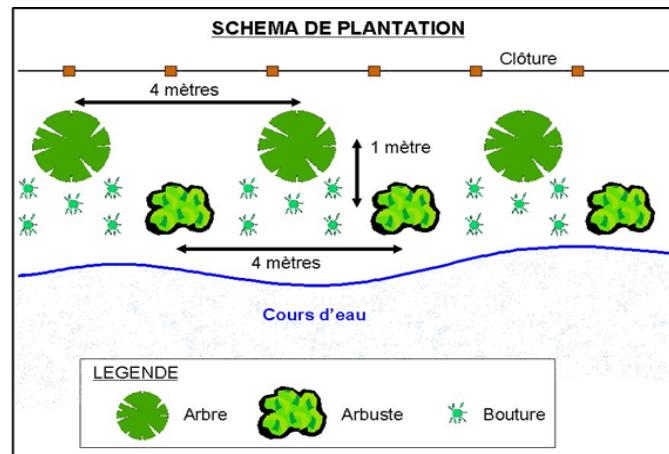 SCHEMA DE PLANTATION
Clôture
4 mètres
1 mètre
4 mètres
Cours d'eau
LEGENDE
Arbre
Arbuste
Bouture